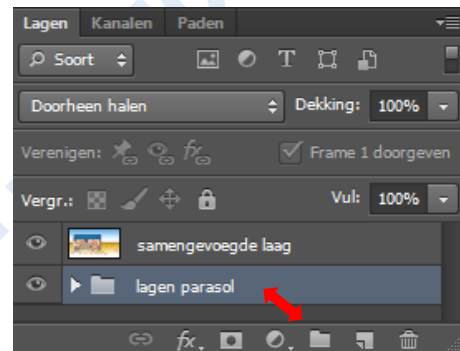 Lagen Kanalen Paden
Soort
Doorheen halen Dekking: 100%
Verenigen: Frame 1 doorgeven
Vergr.: Vul: 100%
samengevoegde laag
lagen parasol